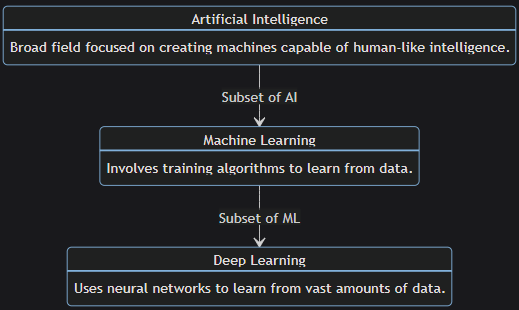 Artificial Intelligence
Broad field focused on creating machines capable of human-like intelligence.
Subset of AI
Machine Learning
Involves training algorithms to learn from data.
Subset of ML
Deep Learning
Uses neural networks to learn from vast amounts of data.